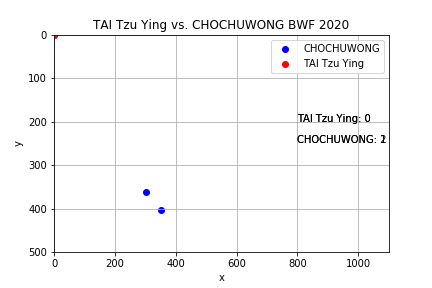 TAI Tzu Ying vs. CHOCHUWONG BWF 2020
CHOCHUWONG
TAI Tzu Ying
TAI Tzu Ying: 0
CHOCHUWONG:
0
100
200
300
400
500
y
0
200
400
600
800
1000
x